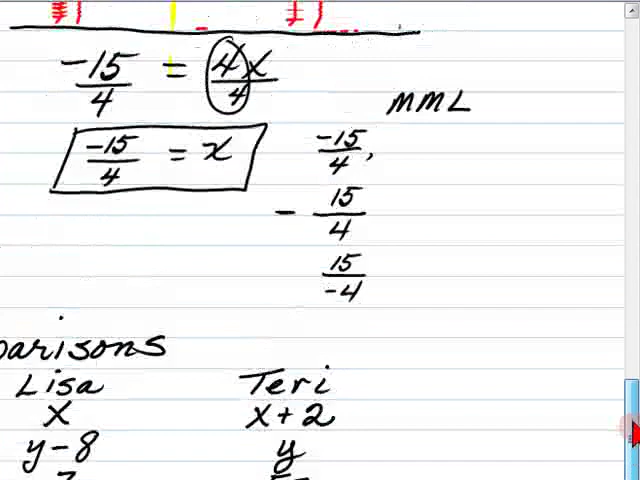 -15/4 = 4x/4
MML
-15/4 = x
-15/4,
- 15/4
15/-4
parisons
Lisa Teri
x x+2
y-8 y